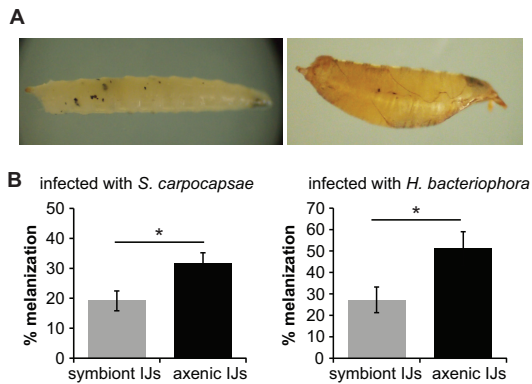 A
B
infected with S. carpocapsae
infected with H. bacteriophora
% melanization
50
40
30
20
10
0
*
symbiont IJs
axenic IJs
% melanization
70
60
50
40
30
20
10
0
*
symbiont IJs
axenic IJs